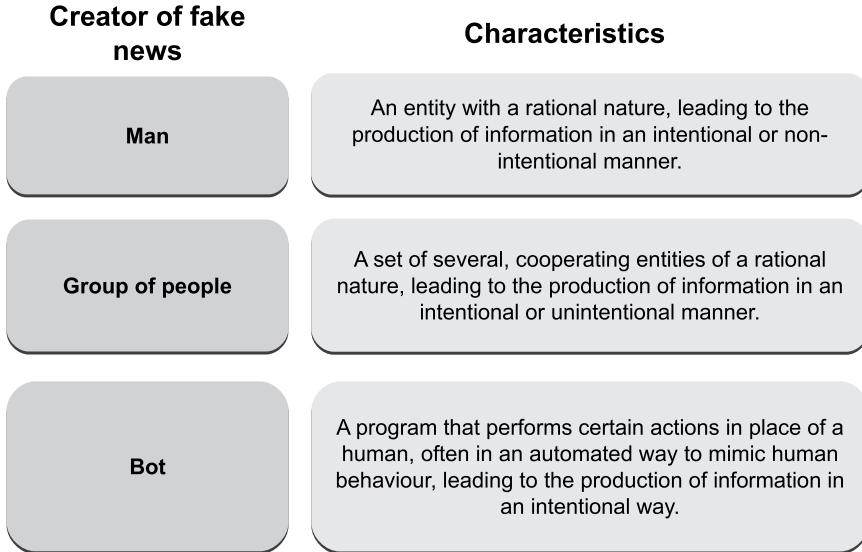 Creator of fake
news
Characteristics
Man
An entity with a rational nature, leading to the
production of information in an intentional or non-
intentional manner.
Group of people
A set of several, cooperating entities of a rational
nature, leading to the production of information in an
intentional or unintentional manner.
Bot
A program that performs certain actions in place of a
human, often in an automated way to mimic human
behaviour, leading to the production of information in
an intentional way.